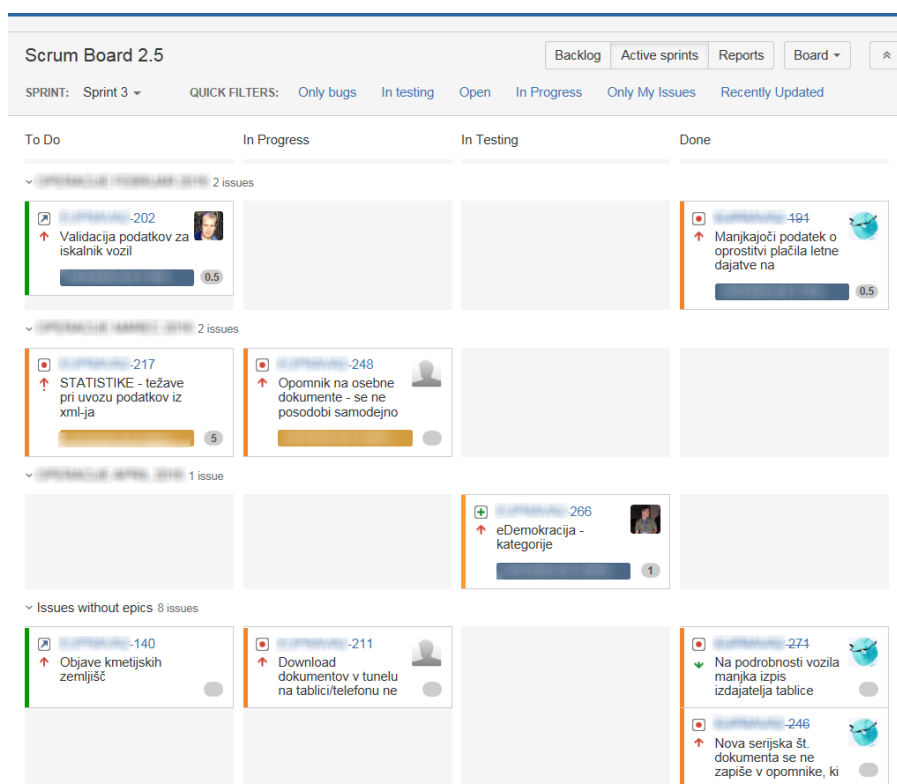 Scrum Board 2.5
Backlog Active sprints Reports Board
SPRINT: Sprint 3 QUICK FILTERS: Only bugs In testing Open In Progress Only My Issues Recently Updated
To Do In Progress In Testing Done
2 issues
-202
Validacija podatkov za
iskalnik vozil
0.5
-191
Manjkajoči podatek o
oprostitvi plačila letne
dajatve na
0.5
2 issues
-217
STATISTIKE - težave
pri uvozu podatkov iz
xml-ja
5
-248
Opomnik na osebne
dokumente - se ne
posodobi samodejno
1 issue
266
eDemokracija -
kategorije
1
Issues without epics 8 issues
-140
Objave kmetijskih
zemljišč
-211
Download
dokumentov v tunelu
na tablici/telefonu ne
-271
Na podrobnosti vozila
manjka izpis
izdajatelja tablice
-246
Nova serijska št.
dokumenta se ne
zapiše v opomnike, ki